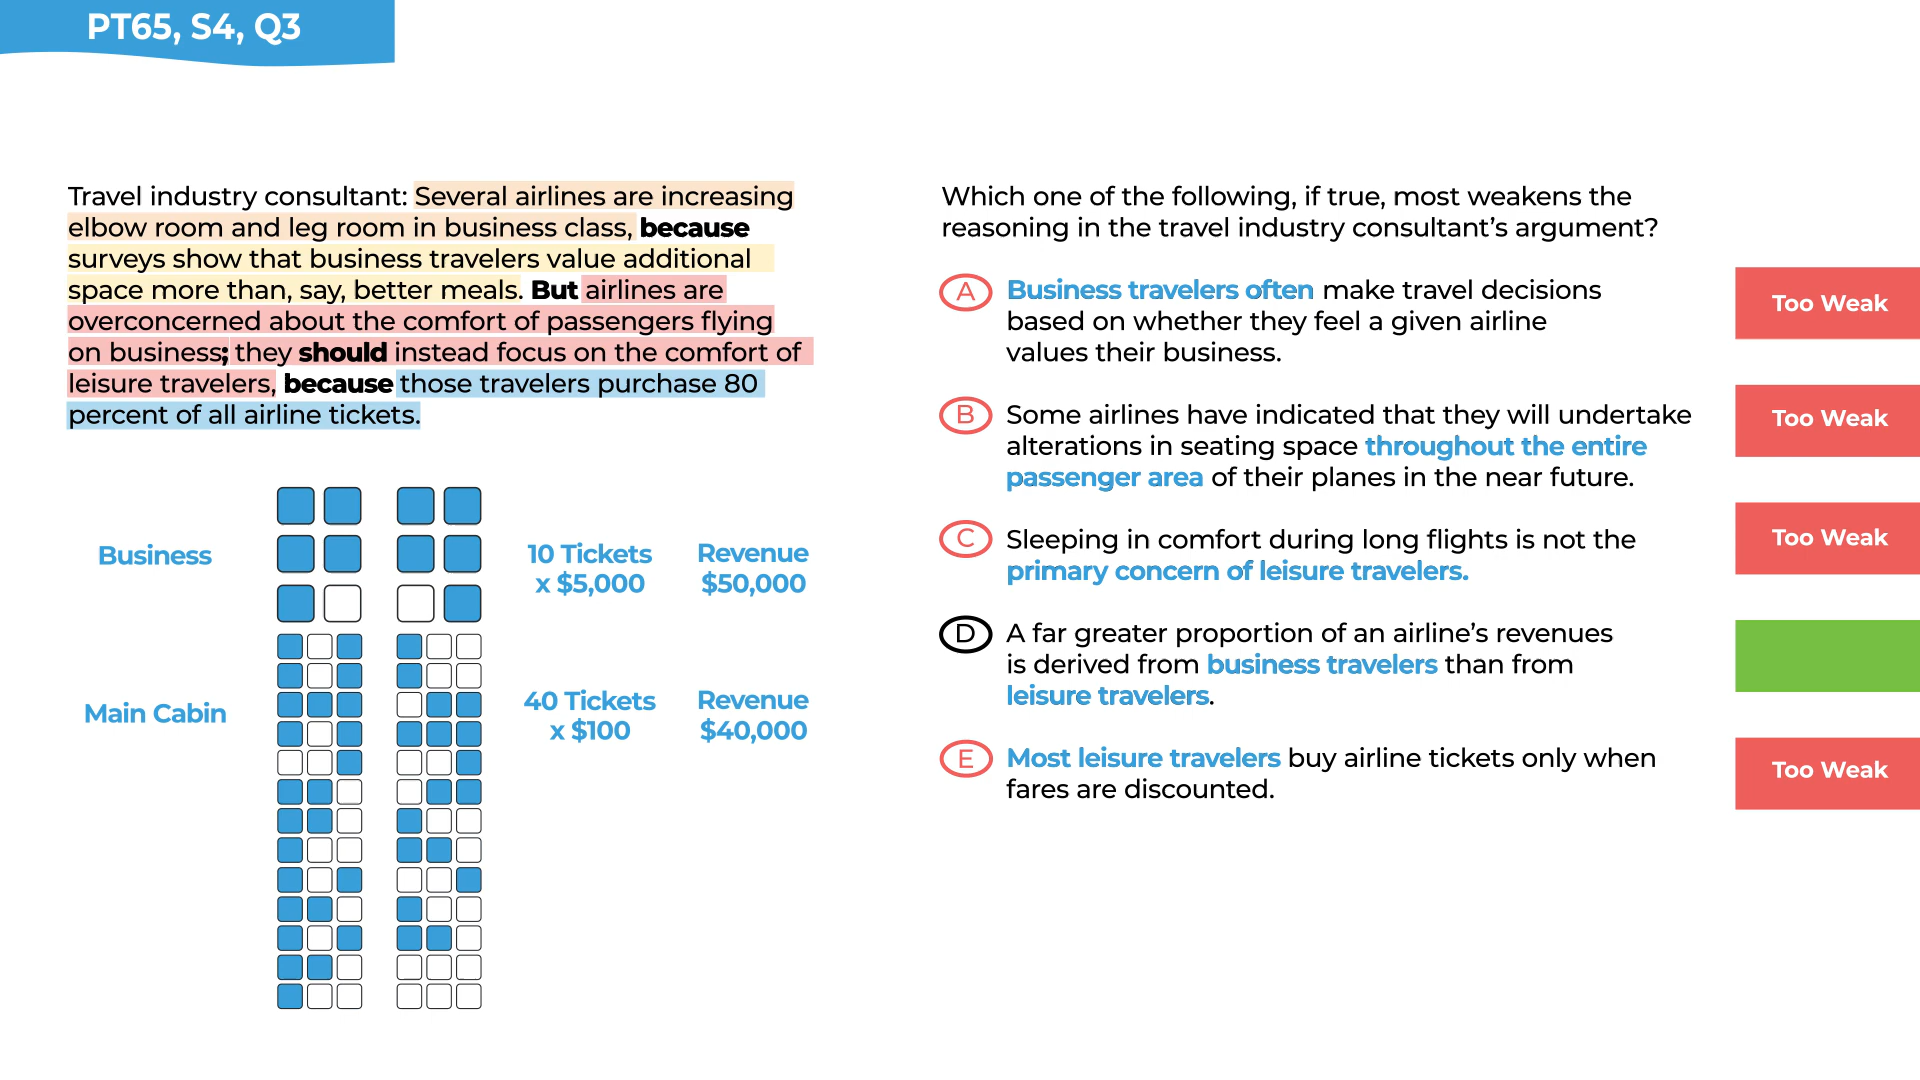 PT65, S4, Q3
Travel industry consultant: Several airlines are increasing
elbow room and leg room in business class, because
surveys show that business travelers value additional
space more than, say, better meals. But airlines are
overconcerned about the comfort of passengers flying
on business; they should instead focus on the comfort of
leisure travelers, because those travelers purchase 80
percent of all airline tickets.
Business
10 Tickets
x $5,000
Revenue
$50,000
Main Cabin
40 Tickets
x $100
Revenue
$40,000
Which one of the following, if true, most weakens the
reasoning in the travel industry consultant’s argument?
A Business travelers often make travel decisions
based on whether they feel a given airline
values their business.
Too Weak
B Some airlines have indicated that they will undertake
alterations in seating space throughout the entire
passenger area of their planes in the near future.
Too Weak
C Sleeping in comfort during long flights is not the
primary concern of leisure travelers.
Too Weak
D A far greater proportion of an airline’s revenues
is derived from business travelers than from
leisure travelers.
E Most leisure travelers buy airline tickets only when
fares are discounted.
Too Weak